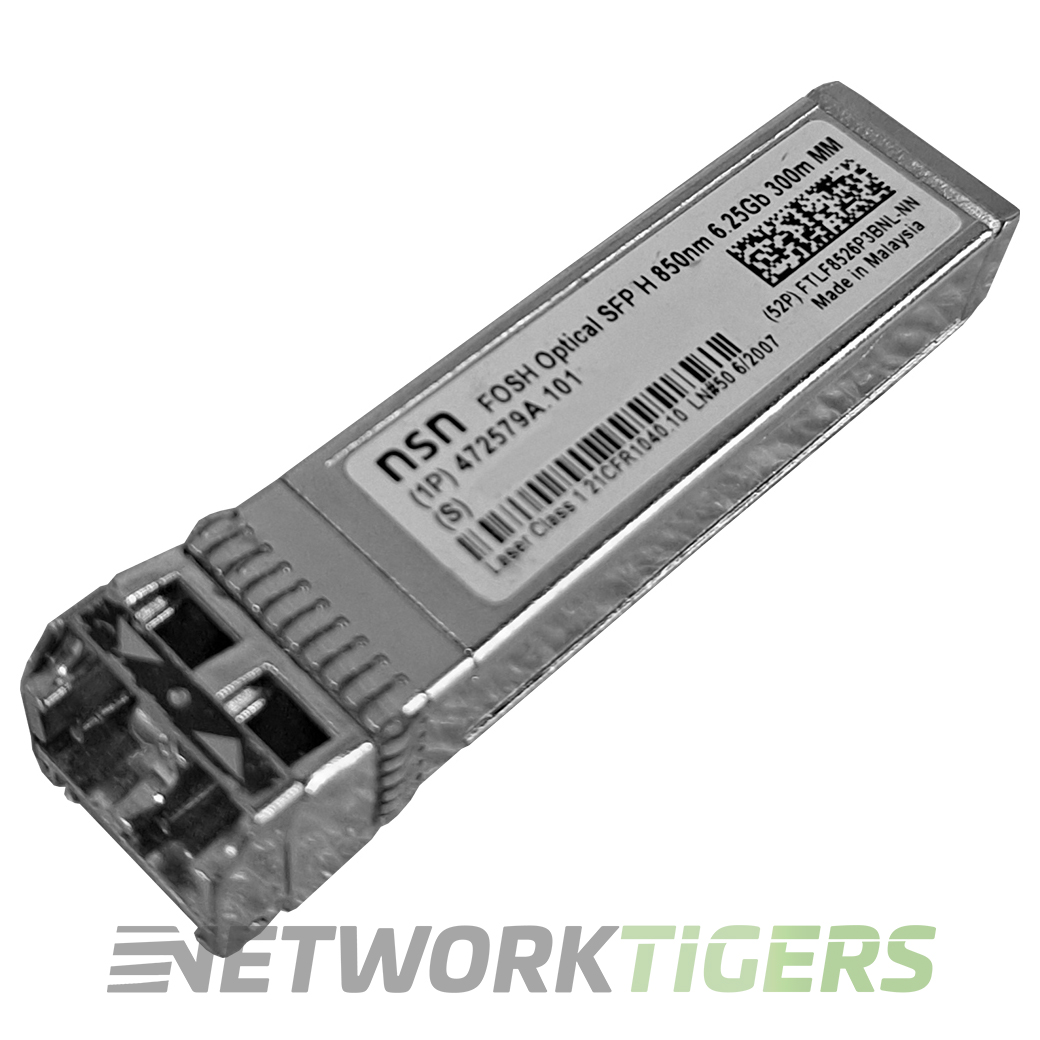 nsn FOSH Optical SFP H 850nm 6.25Gb 300m MM
(1P) 472579A.101
(S)
(52P) FTLF8526P3BNL-NN
Made in Malaysia
Laser Class 1 21CFR1040.10 LN#50 6/2007
NETWORKTIGERS